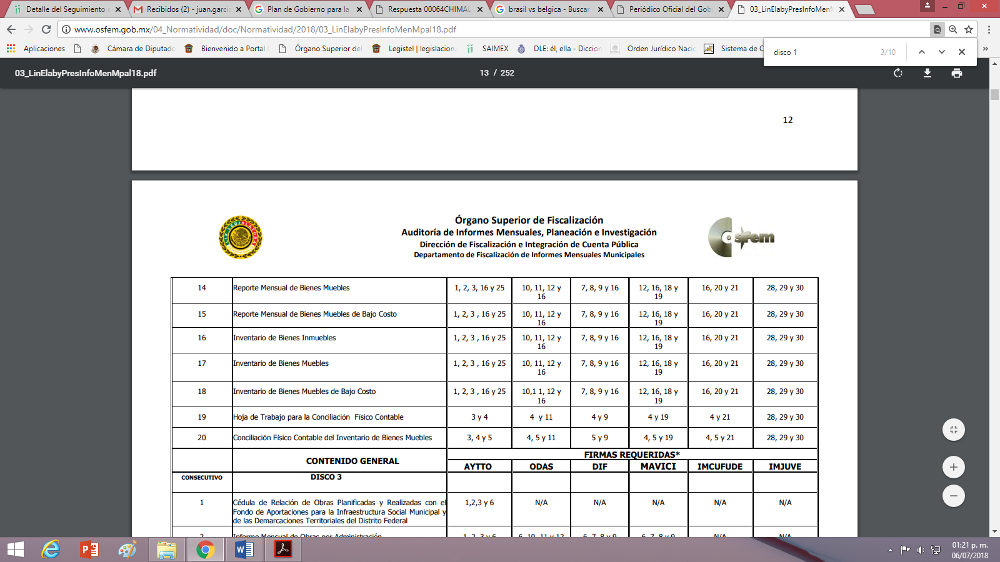 Detalle del Seguimiento d
Recibidos (2) - juan.garcia
Plan de Gobierno para la
Respuesta 00064CHIMAL
brasil vs belgica - Buscar
Periódico Oficial del Gob
03_LinElabyPresInfoMenM
www.osfem.gob.mx/04_Normatividad/doc/Normatividad/2018/03_LinElabyPresInfoMenMpal18.pdf
Aplicaciones
Cámara de Diputado
Bienvenido a Portal
Órgano Superior del
Legistel | legislacion
SAIMEX
DLE: él, ella - Diccion
Orden Jurídico Naci
Sistema de C
»
disco 1
3/10
03_LinElabyPresInfoMenMpal18.pdf
13 / 252
12
Órgano Superior de Fiscalización
Auditoría de Informes Mensuales, Planeación e Investigación
Dirección de Fiscalización e Integración de Cuenta Pública
Departamento de Fiscalización de Informes Mensuales Municipales
osfem
14 Reporte Mensual de Bienes Muebles 1, 2, 3, 16 y 25 10, 11, 12 y 16 7, 8, 9 y 16 12, 16, 18 y 19 16, 20 y 21 28, 29 y 30
15 Reporte Mensual de Bienes Muebles de Bajo Costo 1, 2, 3 , 16 y 25 10, 11, 12 y 16 7, 8, 9 y 16 12, 16, 18 y 19 16, 20 y 21 28, 29 y 30
16 Inventario de Bienes Inmuebles 1, 2, 3 , 16 y 25 10, 11, 12 y 16 7, 8, 9 y 16 12, 16, 18 y 19 16, 20 y 21 28, 29 y 30
17 Inventario de Bienes Muebles 1, 2, 3 , 16 y 25 10, 11, 12 y 16 7, 8, 9 y 16 12, 16, 18 y 19 16, 20 y 21 28, 29 y 30
18 Inventario de Bienes Muebles de Bajo Costo 1, 2, 3 , 16 y 25 10,1 1, 12 y 16 7, 8, 9 y 16 12, 16, 18 y 19 16, 20 y 21 28, 29 y 30
19 Hoja de Trabajo para la Conciliación Físico Contable 3 y 4 4 y 11 4 y 9 4 y 19 4 y 21 28, 29 y 30
20 Conciliación Físico Contable del Inventario de Bienes Muebles 3, 4 y 5 4, 5 y 11 5 y 9 4, 5 y 19 4, 5 y 21 28, 29 y 30
CONTENIDO GENERAL
FIRMAS REQUERIDAS*
AYTTO ODAS DIF MAVICI IMCUFUDE IMJUVE
CONSECUTIVO DISCO 3
1 Cédula de Relación de Obras Planificadas y Realizadas con el 1,2,3 y 6 N/A N/A N/A N/A N/A
Fondo de Aportaciones para la Infraestructura Social Municipal y
de las Demarcaciones Territoriales del Distrito Federal
2 Informe Mensual de Obras por Administración 1, 2, 3 y 6 6, 10, 11 y 12 6, 7, 8 y 9 6, 7, 8 y 9 N/A N/A
01:21 p. m.
06/07/2018